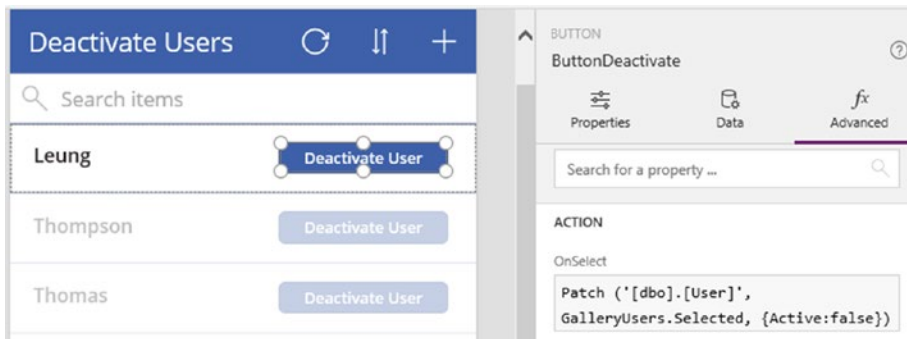 Deactivate Users
Search items
Leung
Deactivate User
Thompson
Deactivate User
Thomas
Deactivate User
BUTTON
ButtonDeactivate
?
Properties
Data
fx
Advanced
Search for a property ...
ACTION
OnSelect
Patch ('[dbo].[User]',
GalleryUsers.Selected, {Active:false})